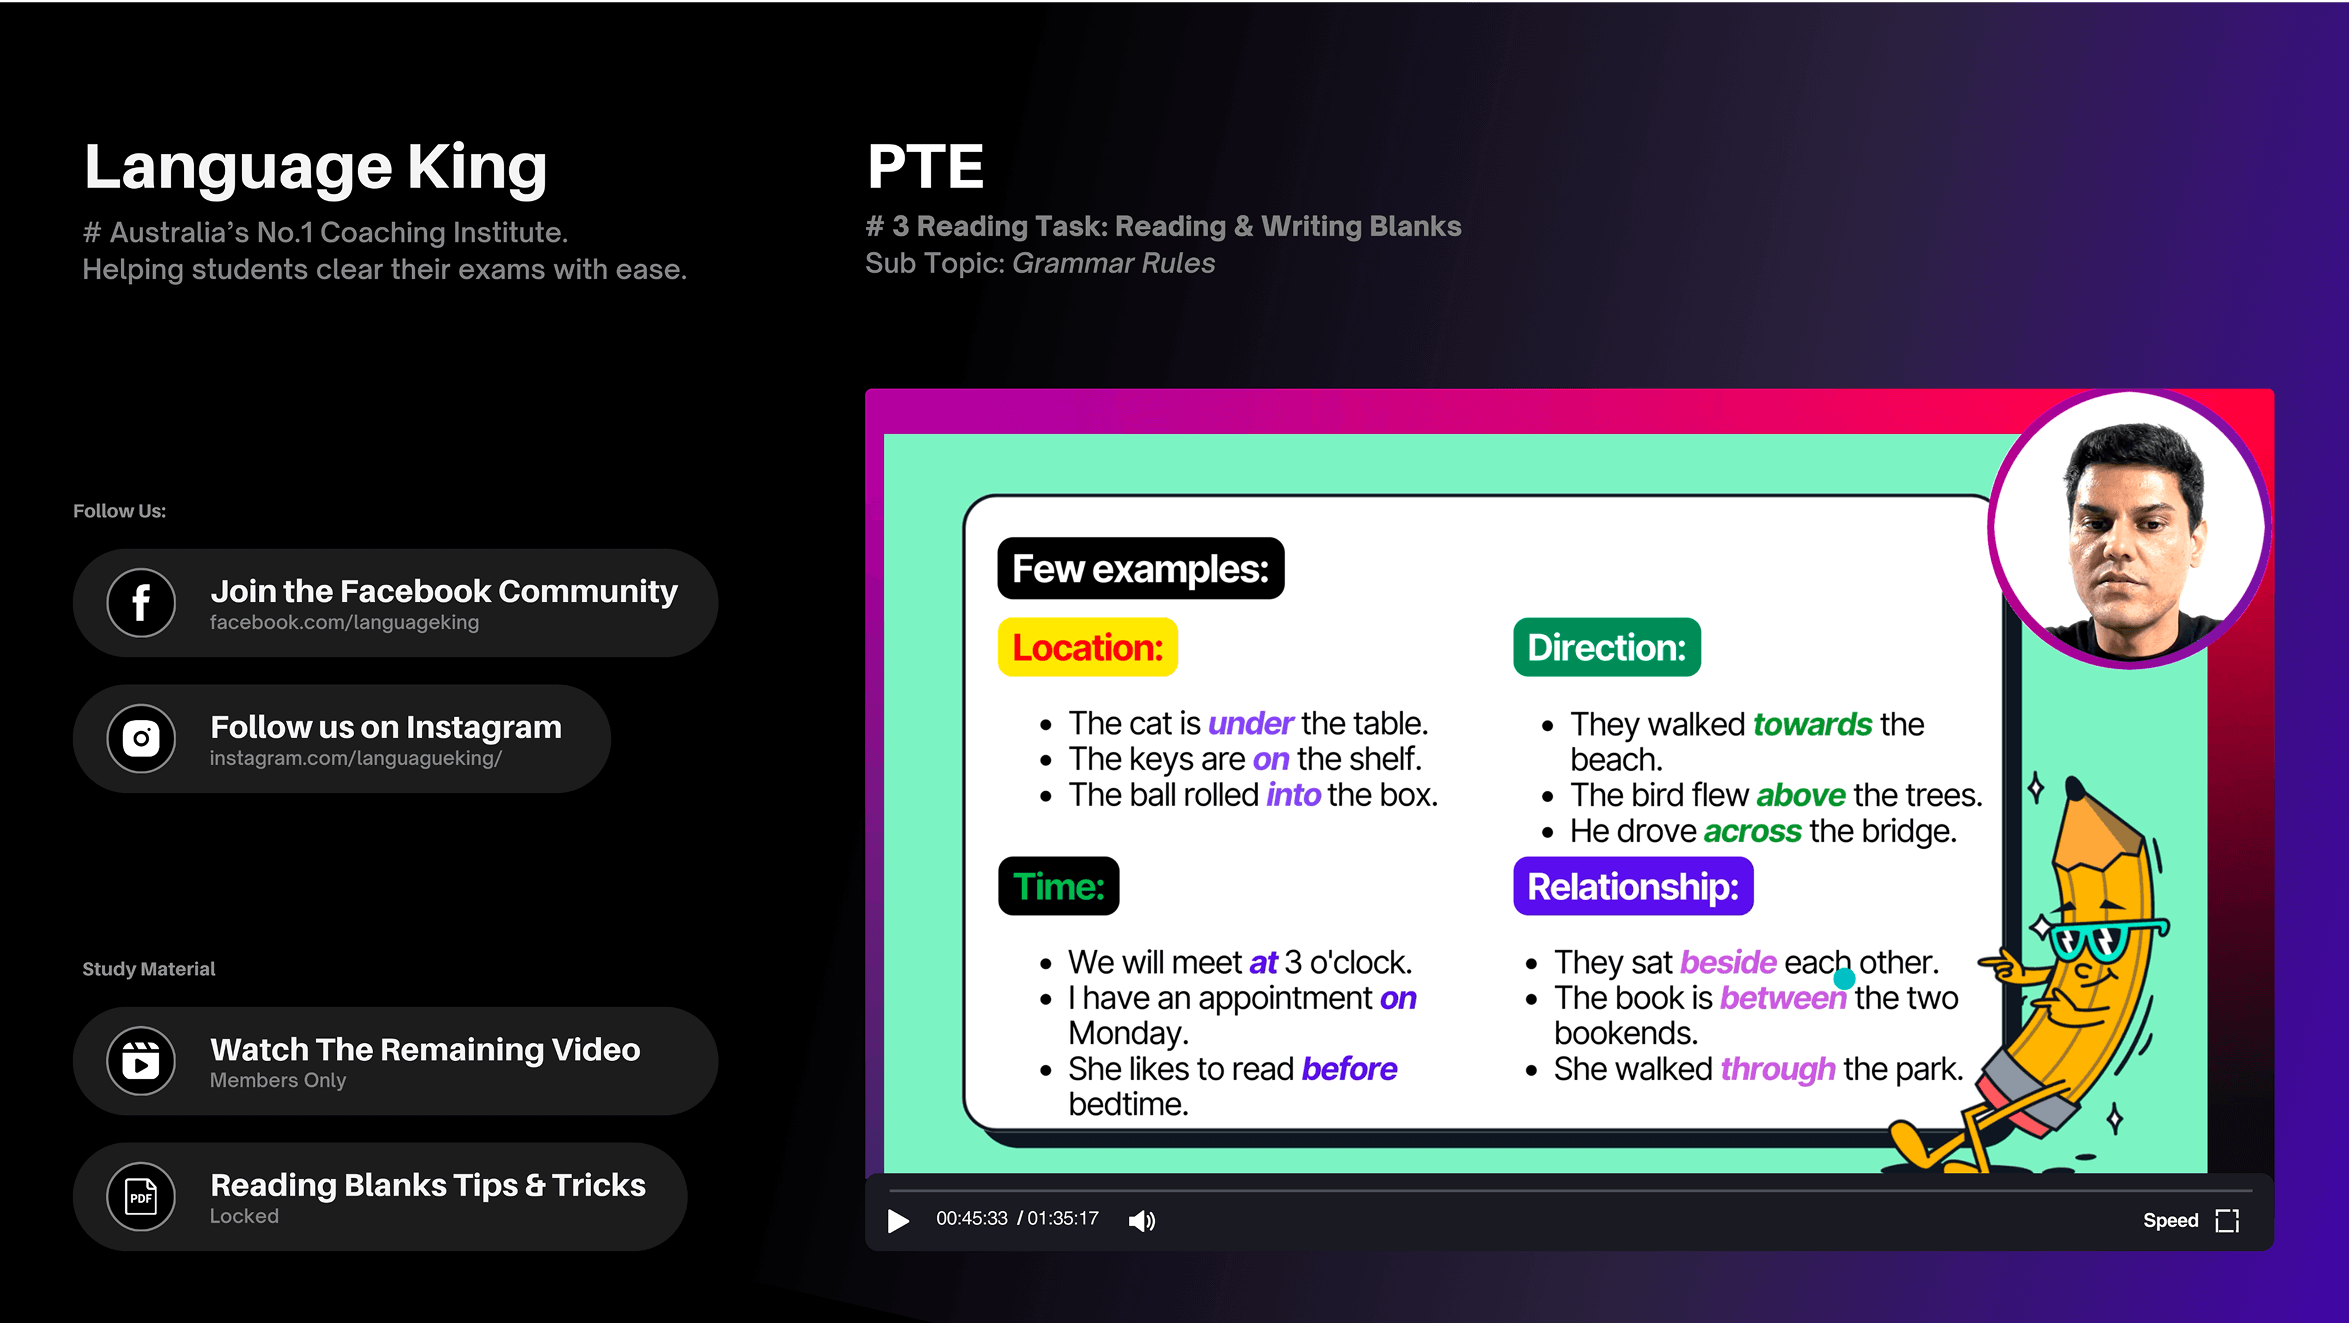 Language King
# Australia's No.1 Coaching Institute.
Helping students clear their exams with ease.
PTE
# 3 Reading Task: Reading & Writing Blanks
Sub Topic: Grammar Rules
Follow Us:
Join the Facebook Community
facebook.com/languageking
Follow us on Instagram
instagram.com/languagueking/
Study Material
Watch The Remaining Video
Members Only
PDF
Reading Blanks Tips & Tricks
Locked
Few examples:
Location:
• The cat is under the table.
• The keys are on the shelf.
• The ball rolled into the box.
Direction:
• They walked towards the
beach.
• The bird flew above the trees.
• He drove across the bridge.
Time:
• We will meet at 3 o'clock.
• I have an appointment on
Monday.
• She likes to read before
bedtime.
Relationship:
• They sat beside each other.
• The book is between the two
bookends.
• She walked through the park.
00:45:33 / 01:35:17
Speed